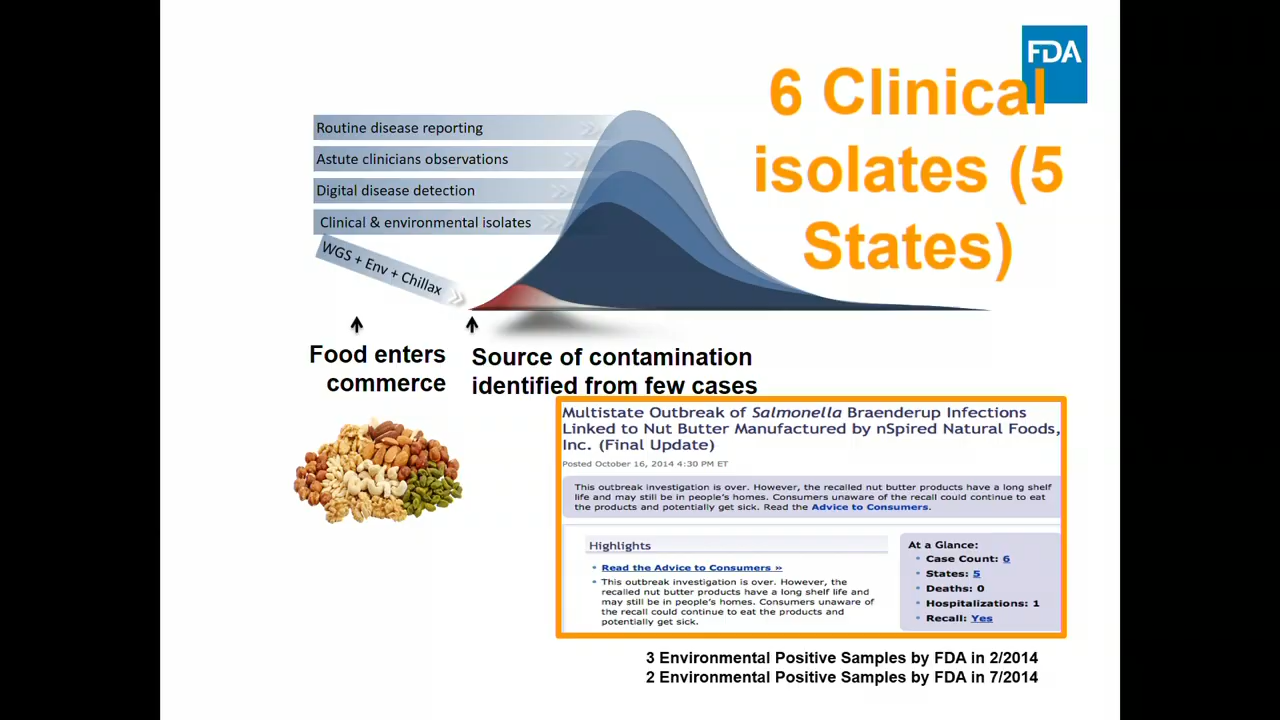 FDA
6 Clinical
isolates (5
States)
Routine disease reporting
Astute clinicians observations
Digital disease detection
Clinical & environmental isolates
WGS + Env + Chillax
Food enters
commerce
Source of contamination
identified from few cases
Multistate Outbreak of Salmonella Braenderup Infections
Linked to Nut Butter Manufactured by nSpired Natural Foods,
Inc. (Final Update)
Posted October 16, 2014 4:30 PM ET
This outbreak investigation is over. However, the recalled nut butter products have a long shelf
life and may still be in people's homes. Consumers unaware of the recall could continue to eat
the products and potentially get sick. Read the Advice to Consumers.
Highlights
• Read the Advice to Consumers »
• This outbreak investigation is over. However, the
recalled nut butter products have a long shelf life and
may still be in people's homes. Consumers unaware of
the recall could continue to eat the products and
potentially get sick.
At a Glance:
• Case Count: 6
• States: 5
• Deaths: 0
• Hospitalizations: 1
• Recall: Yes
3 Environmental Positive Samples by FDA in 2/2014
2 Environmental Positive Samples by FDA in 7/2014